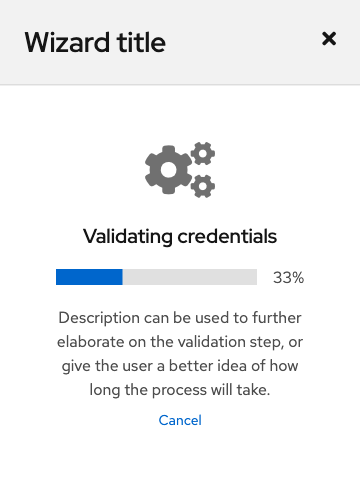 Wizard title
Validating credentials
33%
Description can be used to further
elaborate on the validation step, or
give the user a better idea of how
long the process will take.
Cancel